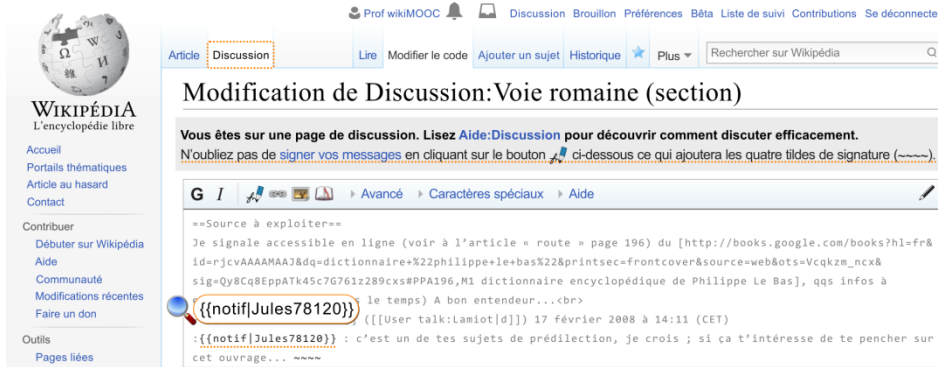 Prof wikiMOOC Discussion Brouillon Préférences Bêta Liste de suivi Contributions Se déconnecte
Article Discussion Lire Modifier le code Ajouter un sujet Historique Plus Rechercher sur Wikipédia
WIKIPÉDIA
L'encyclopédie libre
Accueil
Portails thématiques
Article au hasard
Contact
Contribuer
Débuter sur Wikipédia
Aide
Communauté
Modifications récentes
Faire un don
Outils
Pages liées
Modification de Discussion:Voie romaine (section)
Vous êtes sur une page de discussion. Lisez Aide:Discussion pour découvrir comment discuter efficacement.
N'oubliez pas de signer vos messages en cliquant sur le bouton ci-dessous ce qui ajoutera les quatre tildes de signature (~~~~).
G I Avancé Caractères spéciaux Aide
==Source à exploiter==
Je signale accessible en ligne (voir à l'article « route » page 196) du [http://books.google.com/books?hl=fr&
id=rjcvAAAAMAAJ&dq=dictionnaire+%22philippe+le+bas%22&printsec=frontcover&source=web&ots=Vcqkzm_ncx&
sig=Qy8Cq8EppATk45c7G761z289cxs#PPA196,M1 dictionnaire encyclopédique de Philippe Le Bas], qqs infos à
le temps) A bon entendeur...<br>
{{notif|Jules78120}}
([[User talk:Lamiot|d]]) 17 février 2008 à 14:11 (CET)
:{{notif|Jules78120}} : c'est un de tes sujets de prédilection, je crois ; si ça t'intéresse de te pencher sur
cet ouvrage... ~~~~